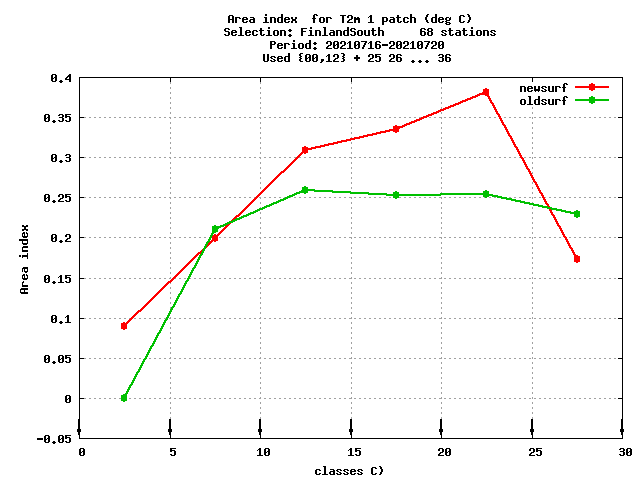 Area index  for T2m 1 patch (deg C)
Selection: FinlandSouth     68 stations
Period: 20210716-20210720
Used {00,12} + 25 26 ... 36
newsurf
oldsurf
0.4
0.35
0.3
0.25
0.2
0.15
0.1
0.05
0
-0.05
Area index
0 5 10 15 20 25 30
classes C)